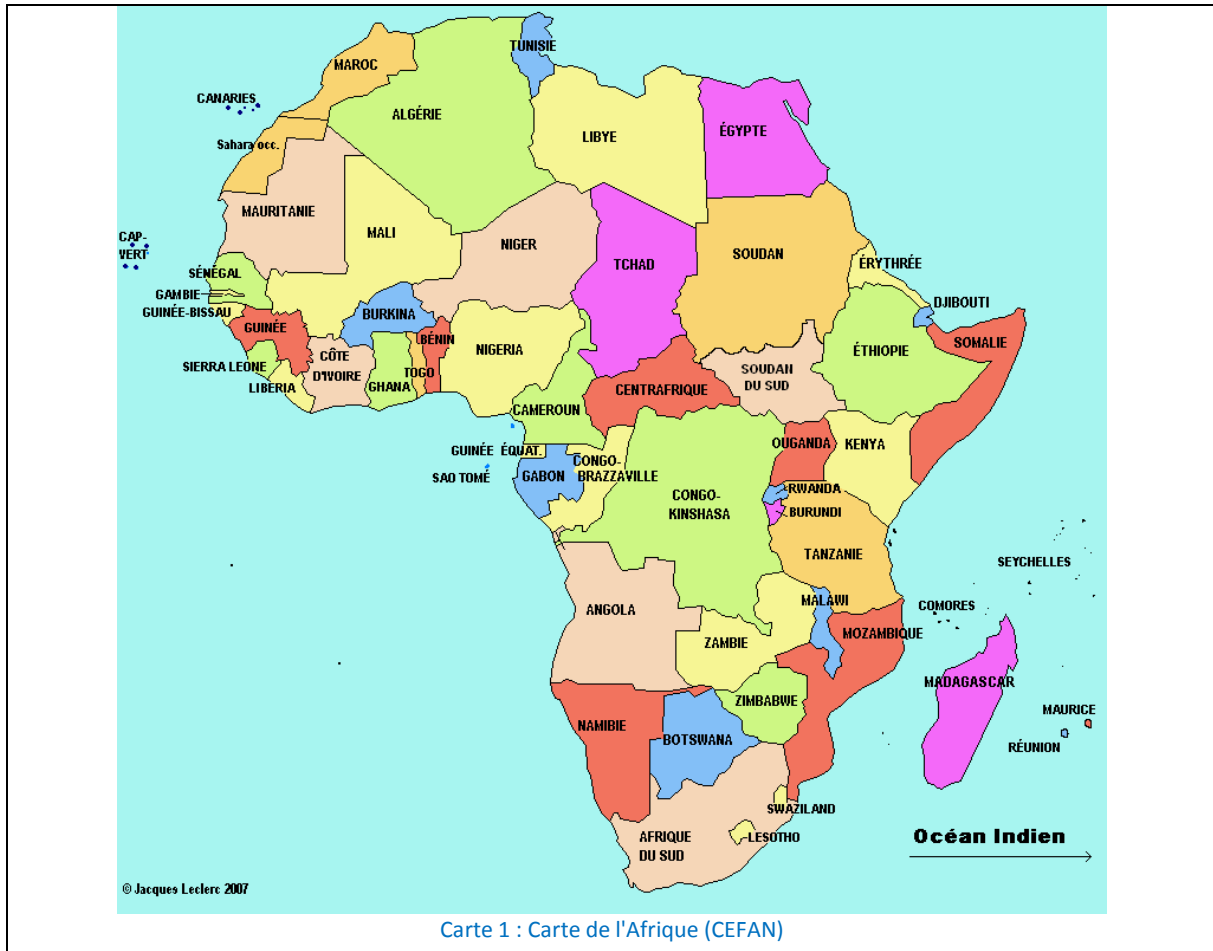 TUNISIE
MAROC
CANARIES
ALGÉRIE
LIBYE
ÉGYPTE
Sahara occ.
MAURITANIE
MALI
NIGER
TCHAD
SOUDAN
CAP-
VERT
ÉRYTHRÉE
SÉNÉGAL
GAMBIE
DJIBOUTI
GUINÉE-BISSAU
BURKINA
GUINÉE
BÉNIN
NIGERIA
SOMALIE
ÉTHIOPIE
CÔTE
D'IVOIRE
SIERRA LEONE
LIBERIA
GHANA
TOGO
SOUDAN
DU SUD
CENTRAFRIQUE
CAMEROUN
OUGANDA
KENYA
GUINÉE ÉQUAT.
SAO TOMÉ
GABON
CONGO-
BRAZZAVILLE
RWANDA
CONGO-
KINSHASA
BURUNDI
TANZANIE
SEYCHELLES
MALAWI
COMORES
ANGOLA
MOZAMBIQUE
ZAMBIE
MADAGASCAR
ZIMBABWE
MAURICE
NAMIBIE
BOTSWANA
RÉUNION
SWAZILAND
AFRIQUE
DU SUD
LESOTHO
Océan Indien
© Jacques Leclerc 2007
Carte 1 : Carte de l'Afrique (CEFAN)